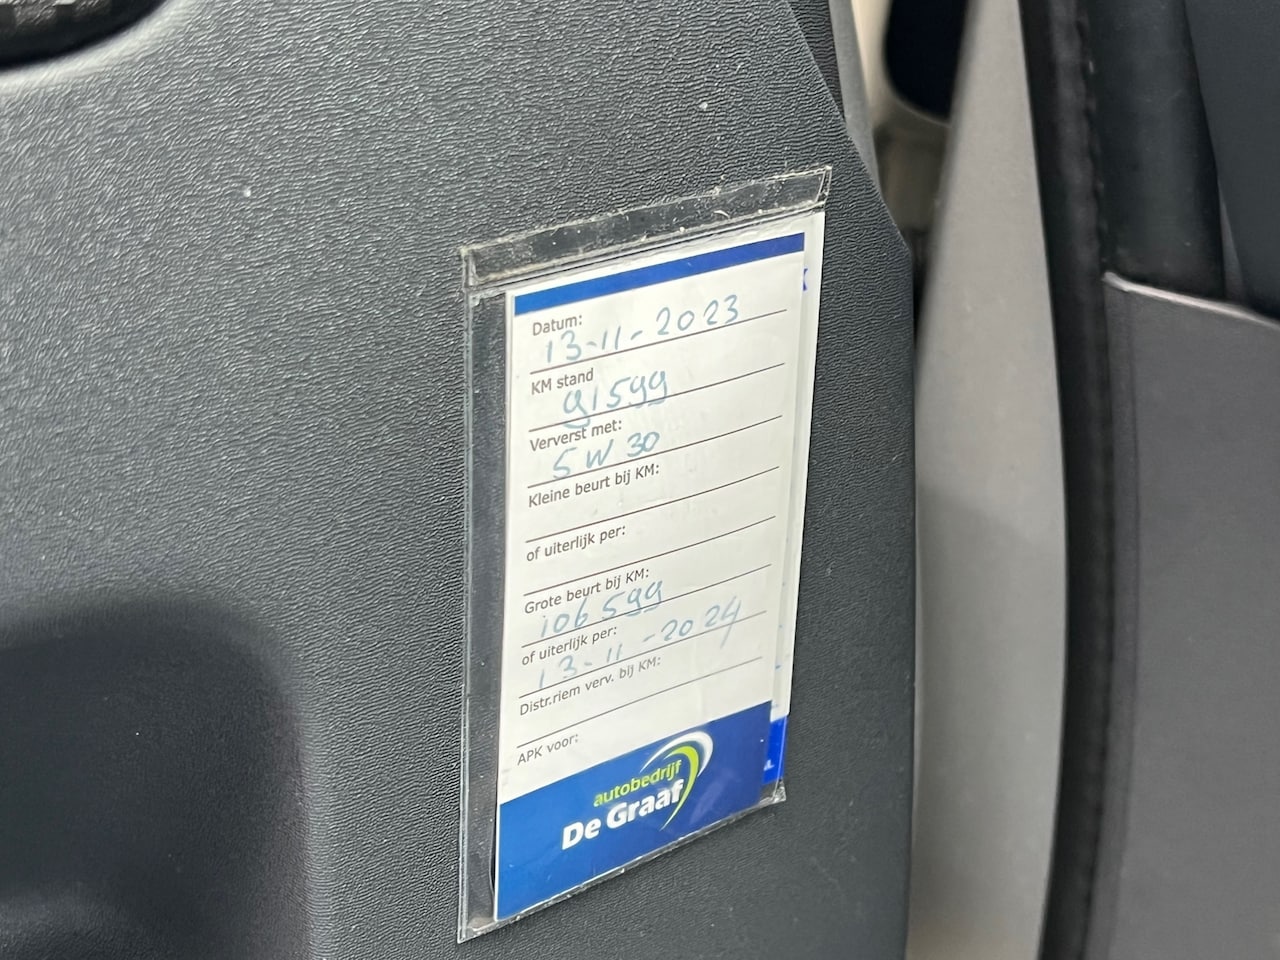 Datum:
13-11-2023
KM stand
91599
Ververst met:
5W30
Kleine beurt bij KM:
of uiterlijk per:
Grote beurt bij KM:
106599
of uiterlijk per:
13-11-2024
Distr.riem verv. bij KM:
APK voor:
autobedrijf
De Graaf